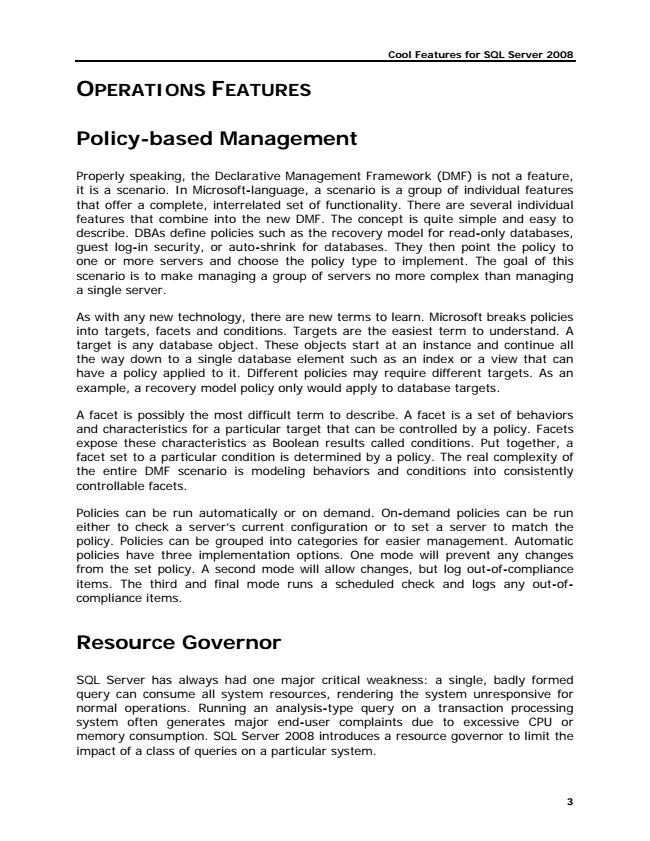 Cool Features for SQL Server 2008
OPERATIONS FEATURES
Policy-based Management
Properly speaking, the Declarative Management Framework (DMF) is not a feature,
it is a scenario. In Microsoft-language, a scenario is a group of individual features
that offer a complete, interrelated set of functionality. There are several individual
features that combine into the new DMF. The concept is quite simple and easy to
describe. DBAs define policies such as the recovery model for read-only databases,
guest log-in security, or auto-shrink for databases. They then point the policy to
one or more servers and choose the policy type to implement. The goal of this
scenario is to make managing a group of servers no more complex than managing
a single server.
As with any new technology, there are new terms to learn. Microsoft breaks policies
into targets, facets and conditions. Targets are the easiest term to understand. A
target is any database object. These objects start at an instance and continue all
the way down to a single database element such as an index or a view that can
have a policy applied to it. Different policies may require different targets. As an
example, a recovery model policy only would apply to database targets.
A facet is possibly the most difficult term to describe. A facet is a set of behaviors
and characteristics for a particular target that can be controlled by a policy. Facets
expose these characteristics as Boolean results called conditions. Put together, a
facet set to a particular condition is determined by a policy. The real complexity of
the entire DMF scenario is modeling behaviors and conditions into consistently
controllable facets.
Policies can be run automatically or on demand. On-demand policies can be run
either to check a server's current configuration or to set a server to match the
policy. Policies can be grouped into categories for easier management. Automatic
policies have three implementation options. One mode will prevent any changes
from the set policy. A second mode will allow changes, but log out-of-compliance
items. The third and final mode runs a scheduled check and logs any out-of-
compliance items.
Resource Governor
SQL Server has always had one major critical weakness: a single, badly formed
query can consume all system resources, rendering the system unresponsive for
normal operations. Running an analysis-type query on a transaction processing
system often generates major end-user complaints due to excessive CPU or
memory consumption. SQL Server 2008 introduces a resource governor to limit the
impact of a class of queries on a particular system.
3